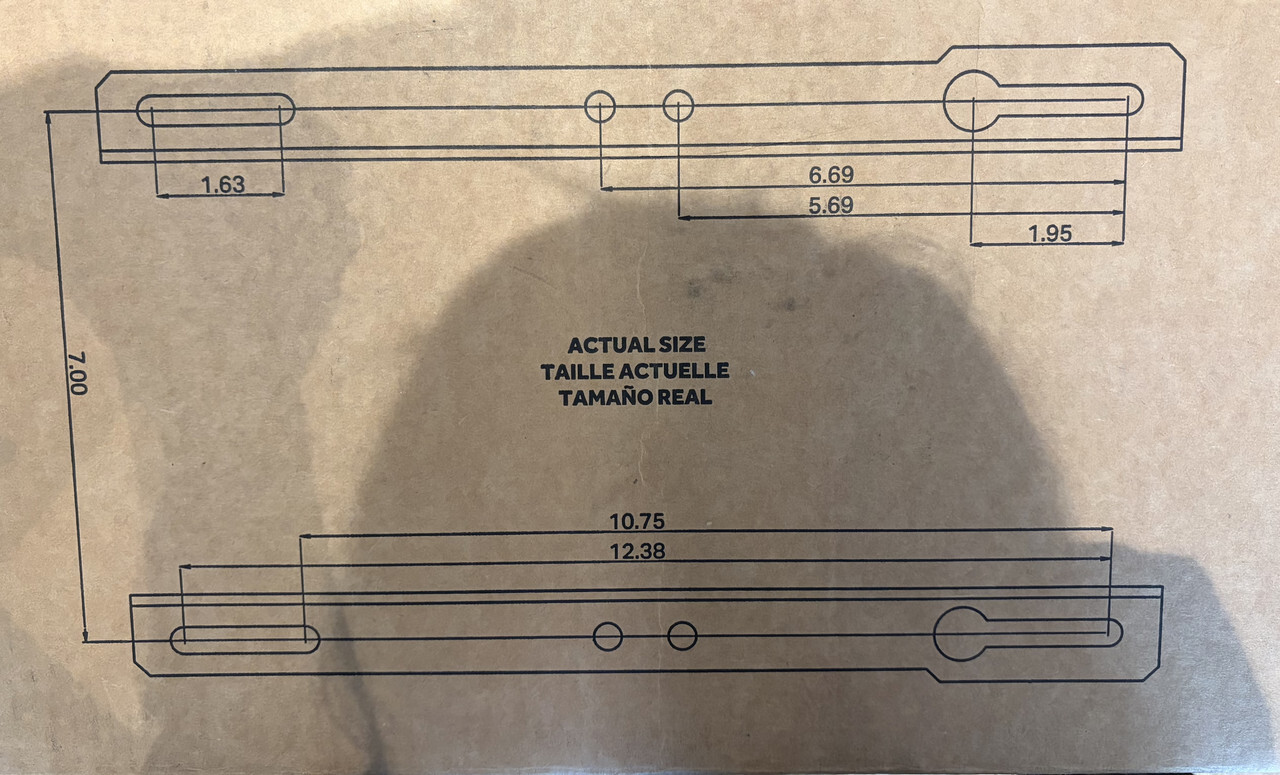 1.63
6.69
5.69
1.95
7.00
ACTUAL SIZE
TAILLE ACTUELLE
TAMAÑO REAL
10.75
12.38